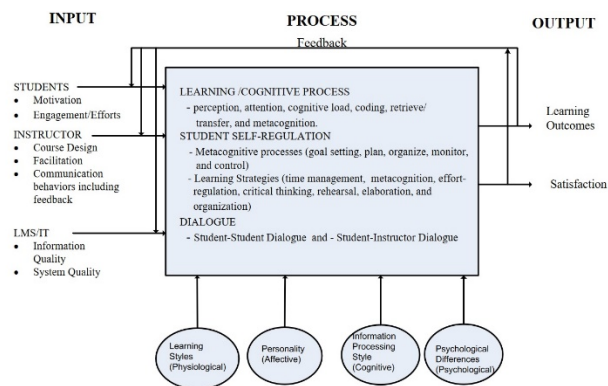 INPUT
PROCESS
OUTPUT
Feedback
STUDENTS
• Motivation
• Engagement/Efforts
INSTRUCTOR
• Course Design
• Facilitation
• Communication
behaviors including
feedback
LMS/IT
• Information
Quality
• System Quality
LEARNING /COGNITIVE PROCESS
- perception, attention, cognitive load, coding, retrieve/
transfer, and metacognition.
STUDENT SELF-REGULATION
- Metacognitive processes (goal setting, plan, organize, monitor,
and control)
- Learning Strategies (time management, metacognition, effort-
regulation, critical thinking, rehearsal, elaboration, and
organization)
DIALOGUE
- Student-Student Dialogue and - Student-Instructor Dialogue
Learning
Outcomes
Satisfaction
Learning
Styles
(Physiological)
Personality
(Affective)
Information
Processing
Style
(Cognitive)
Psychological
Differences
(Psychological)